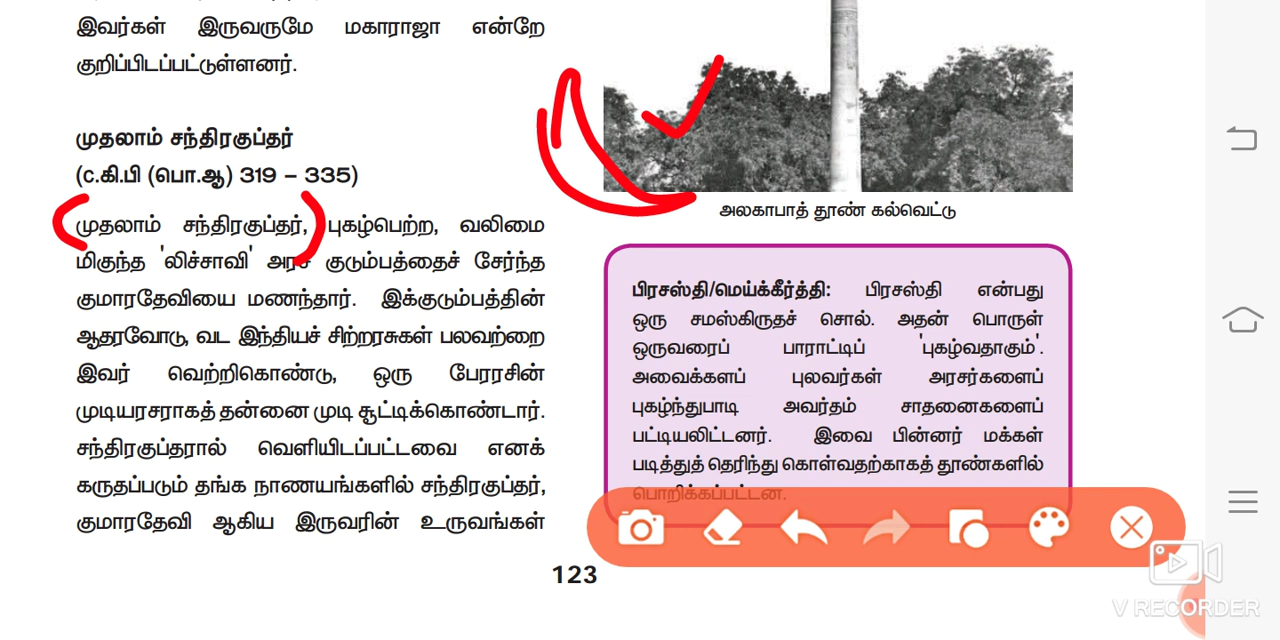 இவர்கள் இருவருமே மகாராஜா என்றே
குறிப்பிடப்பட்டுள்ளனர்.
முதலாம் சந்திரகுப்தர்
(c.கி.பி (பொ.ஆ) 319 – 335)
முதலாம் சந்திரகுப்தர், புகழ்பெற்ற, வலிமை
மிகுந்த 'லிச்சாவி' அரச குடும்பத்தைச் சேர்ந்த
குமாரதேவியை மணந்தார். இக்குடும்பத்தின்
ஆதரவோடு, வட இந்தியச் சிற்றரசுகள் பலவற்றை
இவர் வெற்றிகொண்டு, ஒரு பேரரசின்
முடியரசராகத் தன்னை முடி சூட்டிக்கொண்டார்.
சந்திரகுப்தரால் வெளியிடப்பட்டவை எனக்
கருதப்படும் தங்க நாணயங்களில் சந்திரகுப்தர்,
குமாரதேவி ஆகிய இருவரின் உருவங்கள்
அலகாபாத் தூண் கல்வெட்டு
பிரசஸ்தி/மெய்க்கீர்த்தி: பிரசஸ்தி என்பது
ஒரு சமஸ்கிருதச் சொல். அதன் பொருள்
ஒருவரைப் பாராட்டிப் 'புகழ்வதாகும்'.
அவைக்களப் புலவர்கள் அரசர்களைப்
புகழ்ந்துபாடி அவர்தம் சாதனைகளைப்
பட்டியலிட்டனர். இவை பின்னர் மக்கள்
படித்துத் தெரிந்து கொள்வதற்காகத் தூண்களில்
பொறிக்கப்பட்டன.
123
V RECORDER